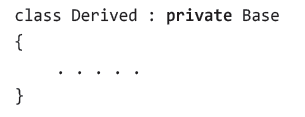 class Derived : private Base
{
. . . . .
}